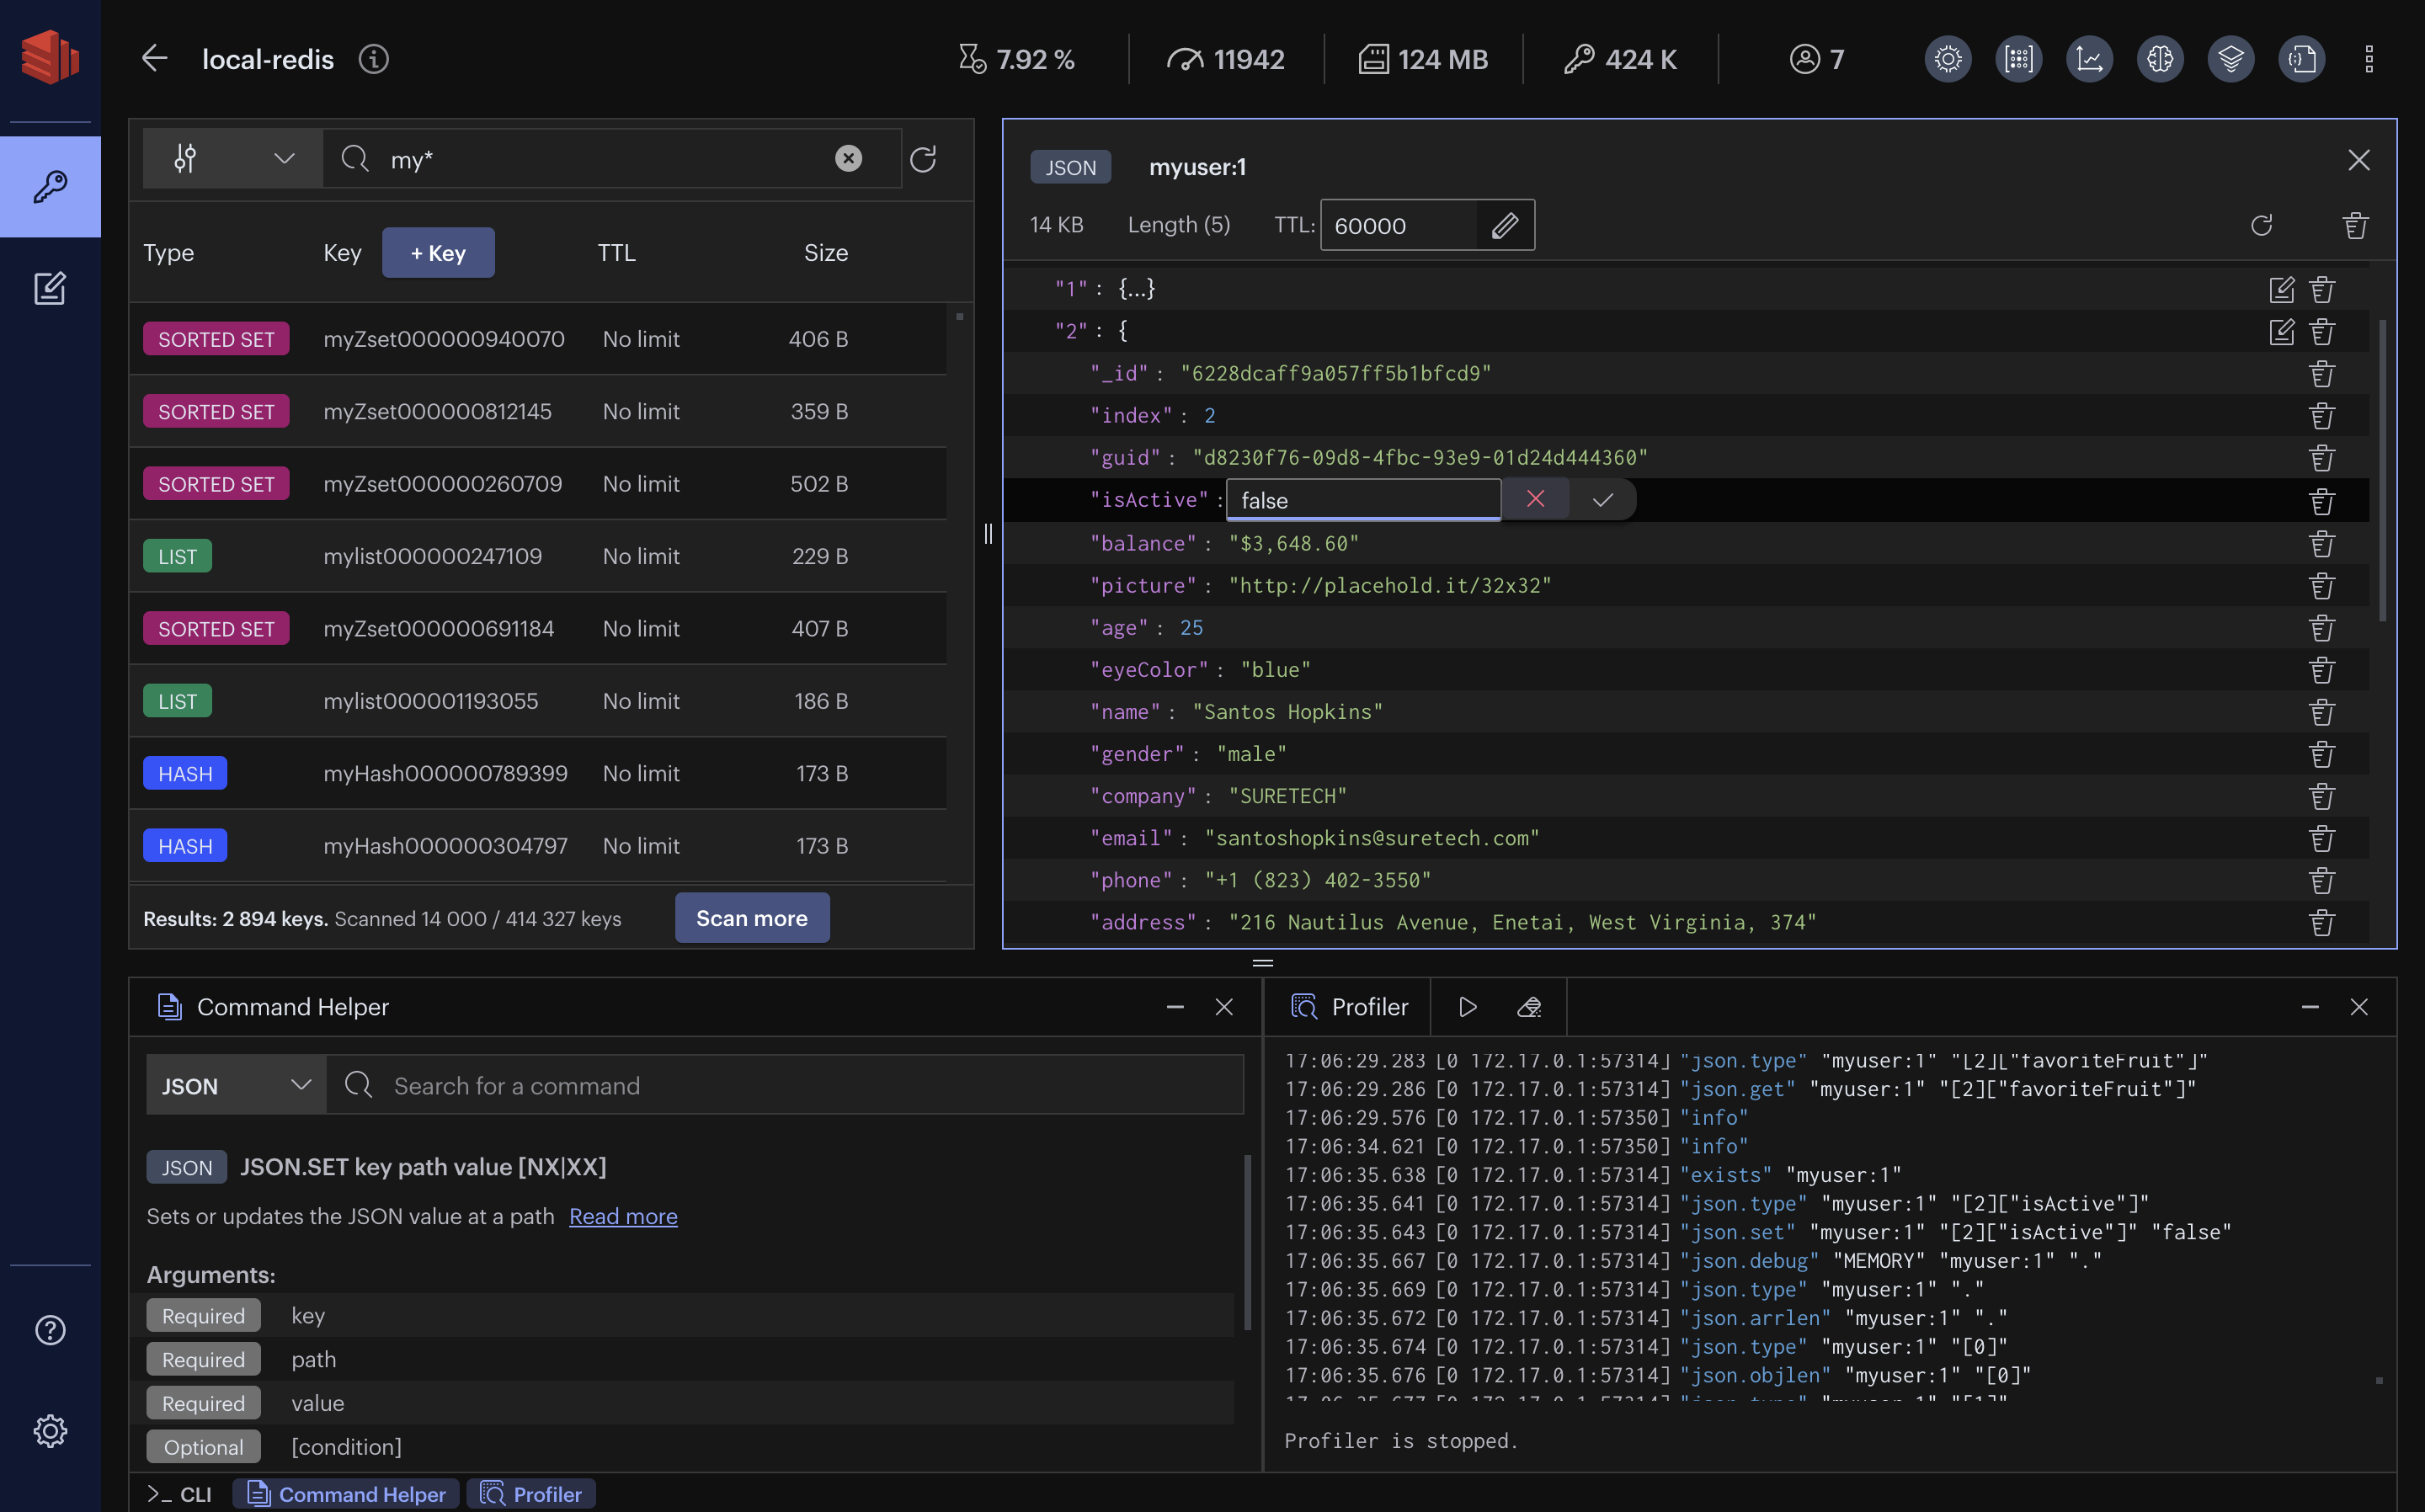 local-redis
7.92 %
11942
124 MB
424 K
7
my*
Type Key + Key TTL Size
SORTED SET myZset000000940070 No limit 406 B
SORTED SET myZset000000812145 No limit 359 B
SORTED SET myZset000000260709 No limit 502 B
LIST mylist000000247109 No limit 229 B
SORTED SET myZset000000691184 No limit 407 B
LIST mylist000001193055 No limit 186 B
HASH myHash000000789399 No limit 173 B
HASH myHash000000304797 No limit 173 B
Results: 2 894 keys. Scanned 14 000 / 414 327 keys
Scan more
JSON myuser:1
14 KB Length (5) TTL: 60000
"1" : {...}
"2" : {
"_id" : "6228dcaff9a057ff5b1bfcd9"
"index" : 2
"guid" : "d8230f76-09d8-4fbc-93e9-01d24d444360"
"isActive" : false
"balance" : "$3,648.60"
"picture" : "http://placehold.it/32x32"
"age" : 25
"eyeColor" : "blue"
"name" : "Santos Hopkins"
"gender" : "male"
"company" : "SURETECH"
"email" : "santoshopkins@suretech.com"
"phone" : "+1 (823) 402-3550"
"address" : "216 Nautilus Avenue, Enetai, West Virginia, 374"
Command Helper
JSON
Search for a command
JSON JSON.SET key path value [NX|XX]
Sets or updates the JSON value at a path Read more
Arguments:
Required key
Required path
Required value
Optional [condition]
Profiler
17:06:29.283 [0 172.17.0.1:57314] "json.type" "myuser:1" "[2]["favoriteFruit"]"
17:06:29.286 [0 172.17.0.1:57314] "json.get" "myuser:1" "[2]["favoriteFruit"]"
17:06:29.576 [0 172.17.0.1:57350] "info"
17:06:34.621 [0 172.17.0.1:57350] "info"
17:06:35.638 [0 172.17.0.1:57314] "exists" "myuser:1"
17:06:35.641 [0 172.17.0.1:57314] "json.type" "myuser:1" "[2]["isActive"]"
17:06:35.643 [0 172.17.0.1:57314] "json.set" "myuser:1" "[2]["isActive"]" "false"
17:06:35.667 [0 172.17.0.1:57314] "json.debug" "MEMORY" "myuser:1" "."
17:06:35.669 [0 172.17.0.1:57314] "json.type" "myuser:1" "."
17:06:35.672 [0 172.17.0.1:57314] "json.arrlen" "myuser:1" "."
17:06:35.674 [0 172.17.0.1:57314] "json.type" "myuser:1" "[0]"
17:06:35.676 [0 172.17.0.1:57314] "json.objlen" "myuser:1" "[0]"
17:06:35.677 [0 172.17.0.1:57314] "json.type" "myuser:1" "[1]"
Profiler is stopped.
>_ CLI
Command Helper
Profiler